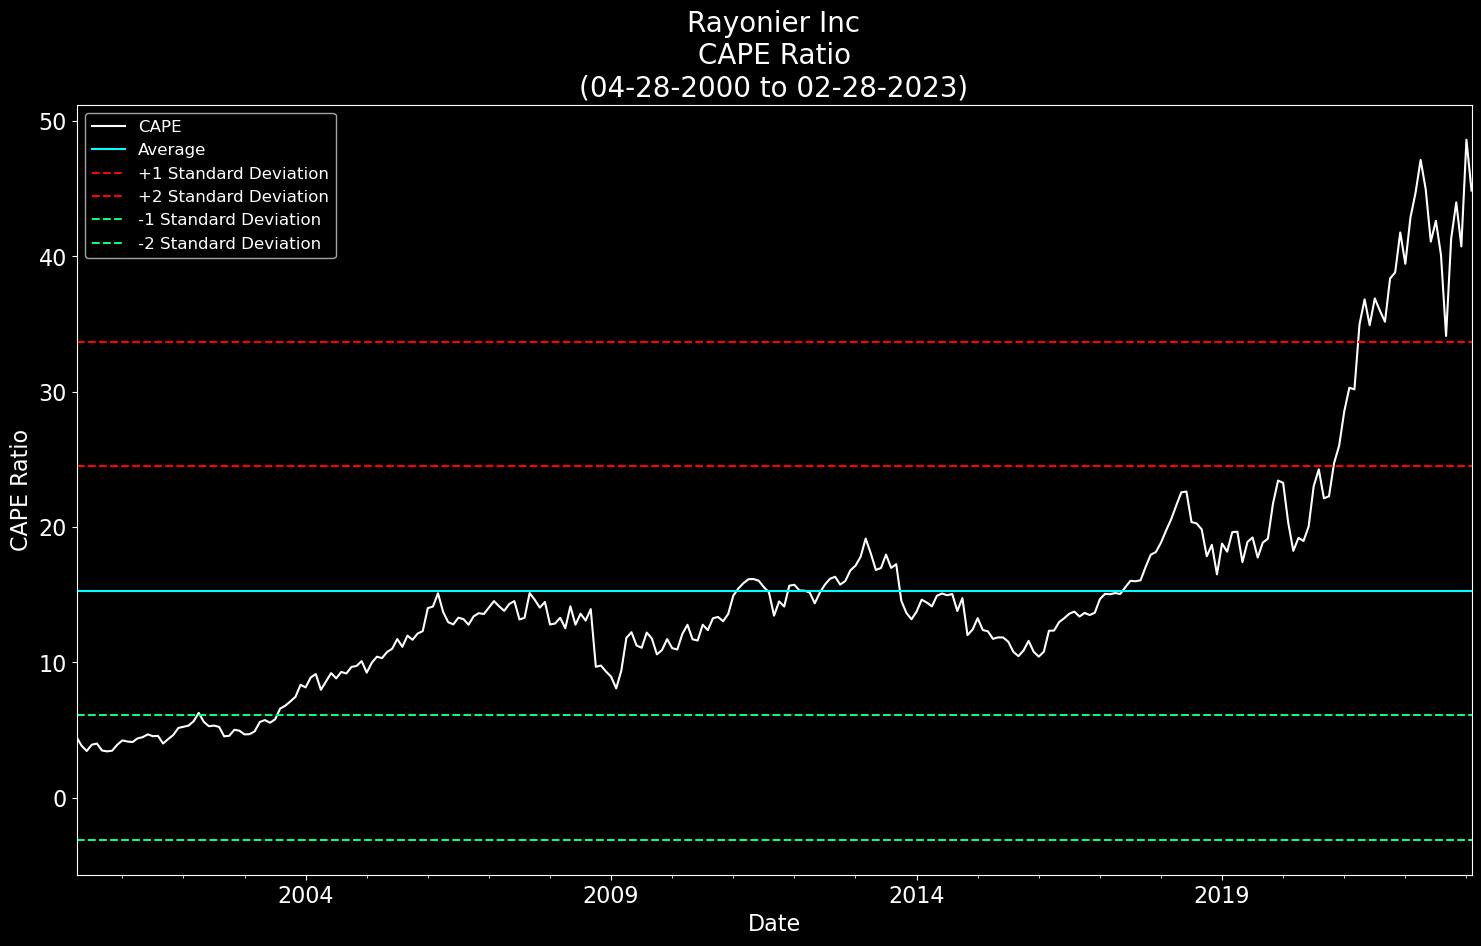 Rayonier Inc
CAPE Ratio
(04-28-2000 to 02-28-2023)
CAPE
Average
+1 Standard Deviation
+2 Standard Deviation
-1 Standard Deviation
-2 Standard Deviation
50
40
30
20
10
0
CAPE Ratio
2004 2009 2014 2019
Date